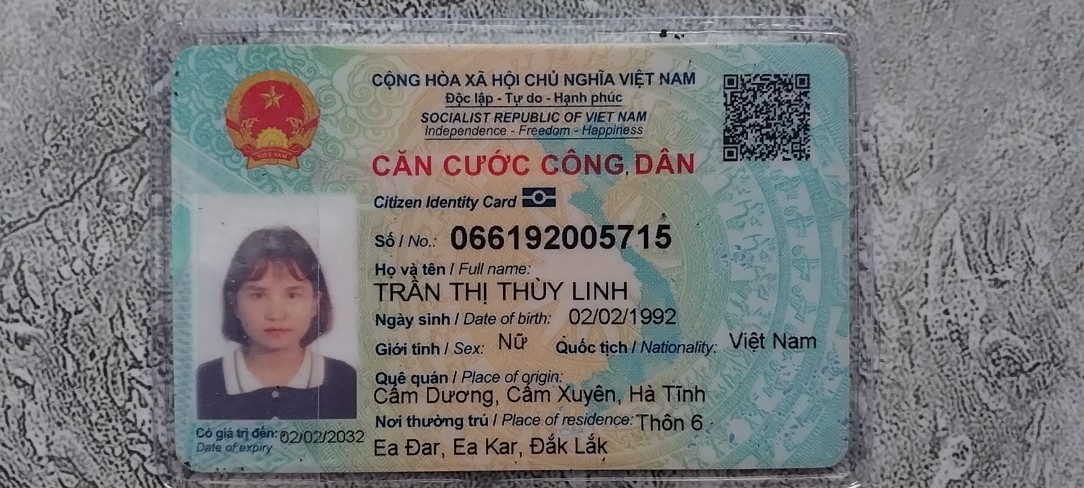 CỘNG HÒA XÃ HỘI CHỦ NGHĨA VIỆT NAM
Độc lập - Tự do - Hạnh phúc
SOCIALIST REPUBLIC OF VIET NAM
Independence - Freedom - Happiness
CĂN CƯỚC CÔNG DÂN
Citizen Identity Card
Số / No.: 066192005715
Họ và tên / Full name:
TRẦN THỊ THÙY LINH
Ngày sinh / Date of birth: 02/02/1992
Giới tính / Sex: Nữ Quốc tịch / Nationality: Việt Nam
Quê quán / Place of origin:
Cẩm Dương, Cẩm Xuyên, Hà Tĩnh
Nơi thường trú / Place of residence: Thôn 6
Ea Đar, Ea Kar, Đắk Lắk
Có giá trị đến: 02/02/2032
Date of expiry
VIỆT NAM